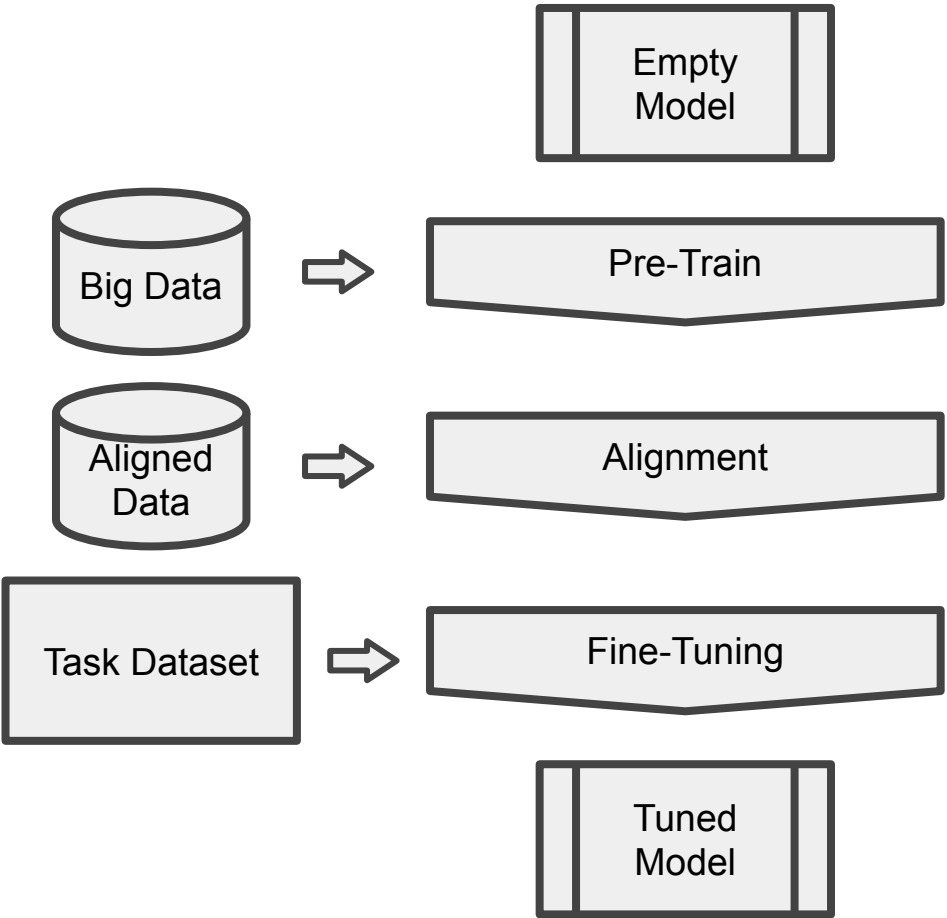 Empty
Model
Big Data
Pre-Train
Aligned
Data
Alignment
Task Dataset
Fine-Tuning
Tuned
Model